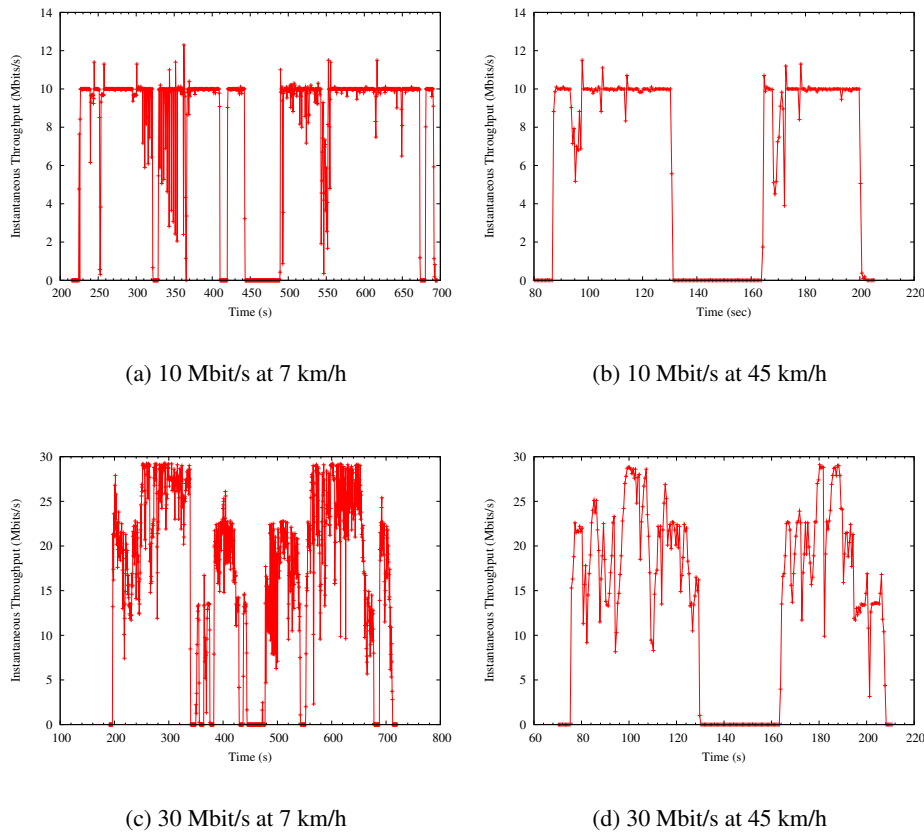 Instantaneous Throughput (Mbits/s)
14
12
10
8
6
4
2
0
200 250 300 350 400 450 500 550 600 650 700
Time (s)
(a) 10 Mbit/s at 7 km/h
Instantaneous Throughput (Mbits/s)
14
12
10
8
6
4
2
0
80 100 120 140 160 180 200 220
Time (sec)
(b) 10 Mbit/s at 45 km/h
Instantaneous Throughput (Mbits/s)
30
25
20
15
10
5
0
100 200 300 400 500 600 700 800
Time (s)
(c) 30 Mbit/s at 7 km/h
Instantaneous Throughput (Mbits/s)
30
25
20
15
10
5
0
60 80 100 120 140 160 180 200 220
Time (s)
(d) 30 Mbit/s at 45 km/h